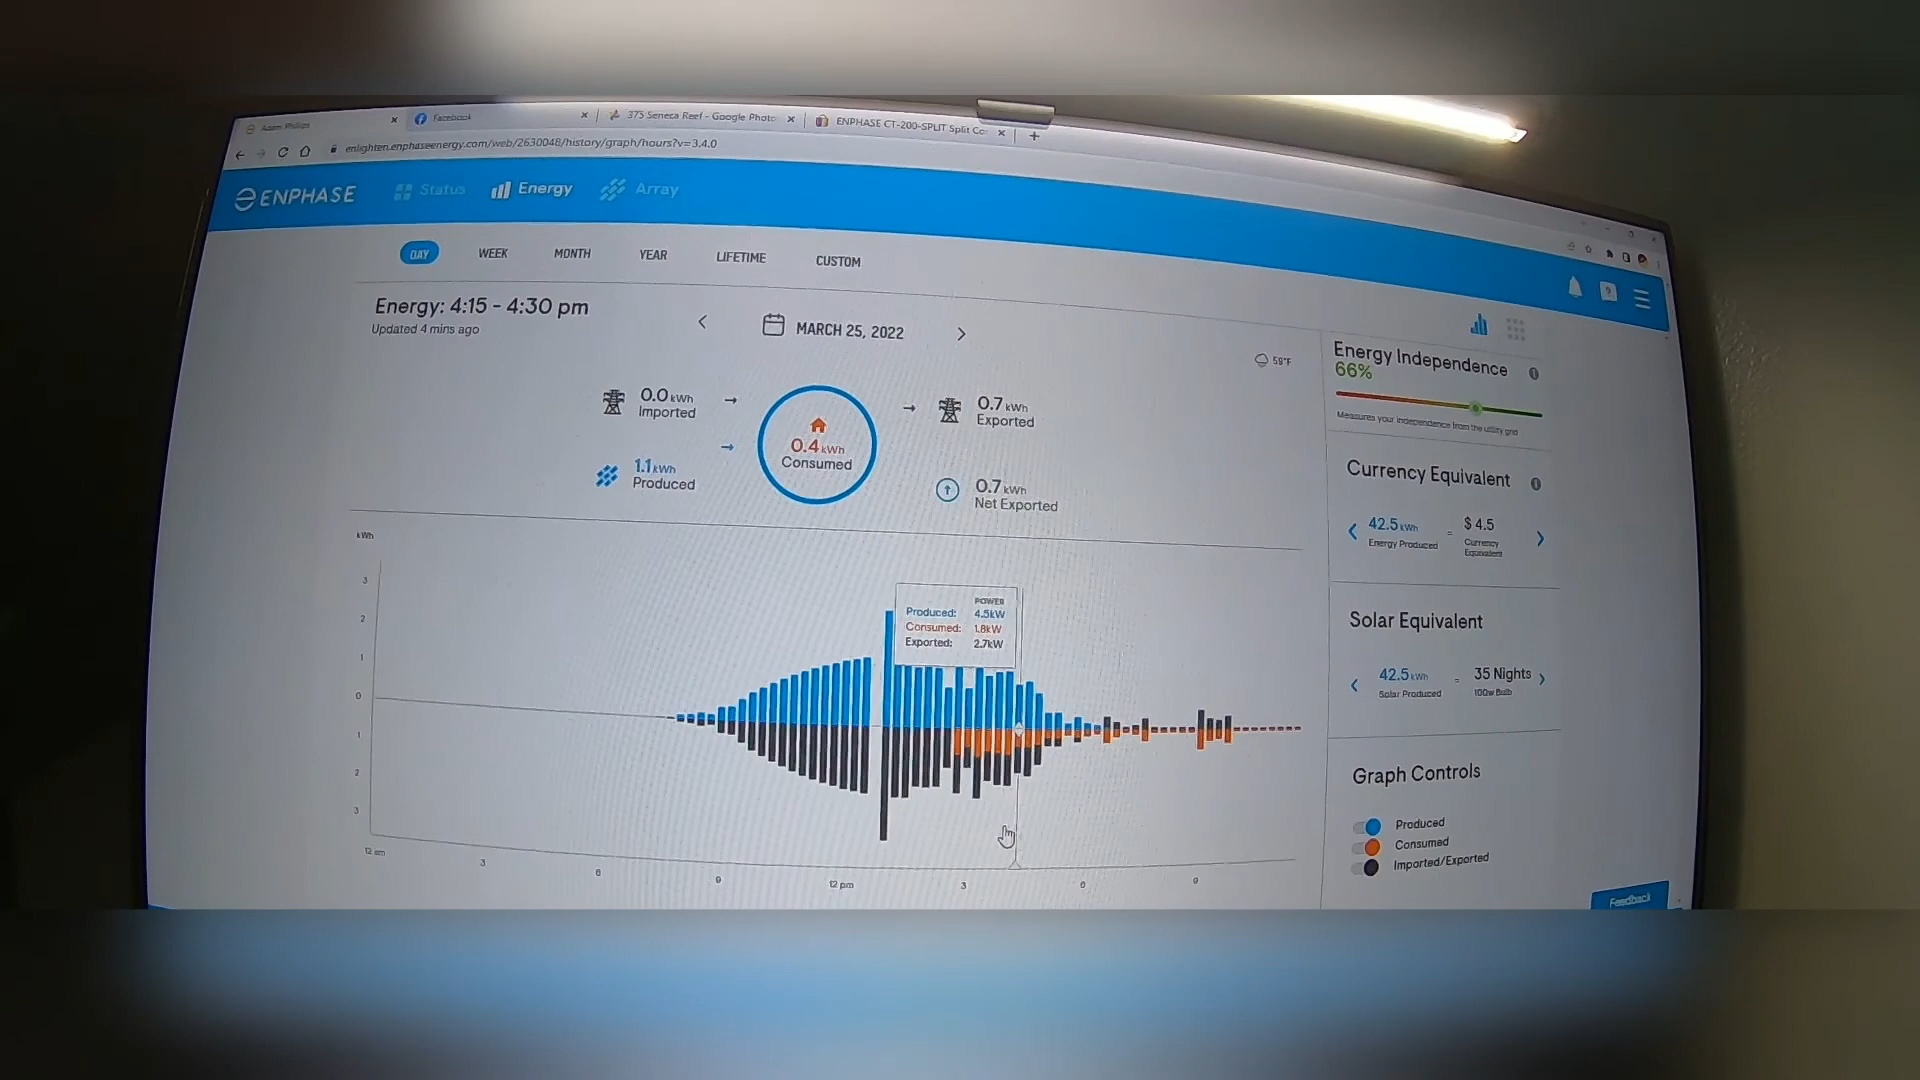 Adam Phillips
Facebook
375 Seneca Reef - Google Photo
ENPHASE CT-200-SPLIT Split Co
enlighten.enphaseenergy.com/web/2630048/history/graph/hours?v=3.4.0
ENPHASE
Status
Energy
Array
DAY
WEEK
MONTH
YEAR
LIFETIME
CUSTOM
Energy: 4:15 - 4:30 pm
Updated 4 mins ago
MARCH 25, 2022
59°F
0.0 kWh
Imported
1.1 kWh
Produced
0.4 kWh
Consumed
0.7 kWh
Exported
0.7 kWh
Net Exported
kWh
3
2
1
0
1
2
3
12 am
3
6
9
12 pm
3
6
9
POWER
Produced: 4.5kW
Consumed: 1.8kW
Exported: 2.7kW
Energy Independence
66%
Measures your independence from the utility grid
Currency Equivalent
42.5 kWh
Energy Produced
=
$ 4.5
Currency
Equivalent
Solar Equivalent
42.5 kWh
Solar Produced
=
35 Nights
100w Bulb
Graph Controls
Produced
Consumed
Imported/Exported
Feedback